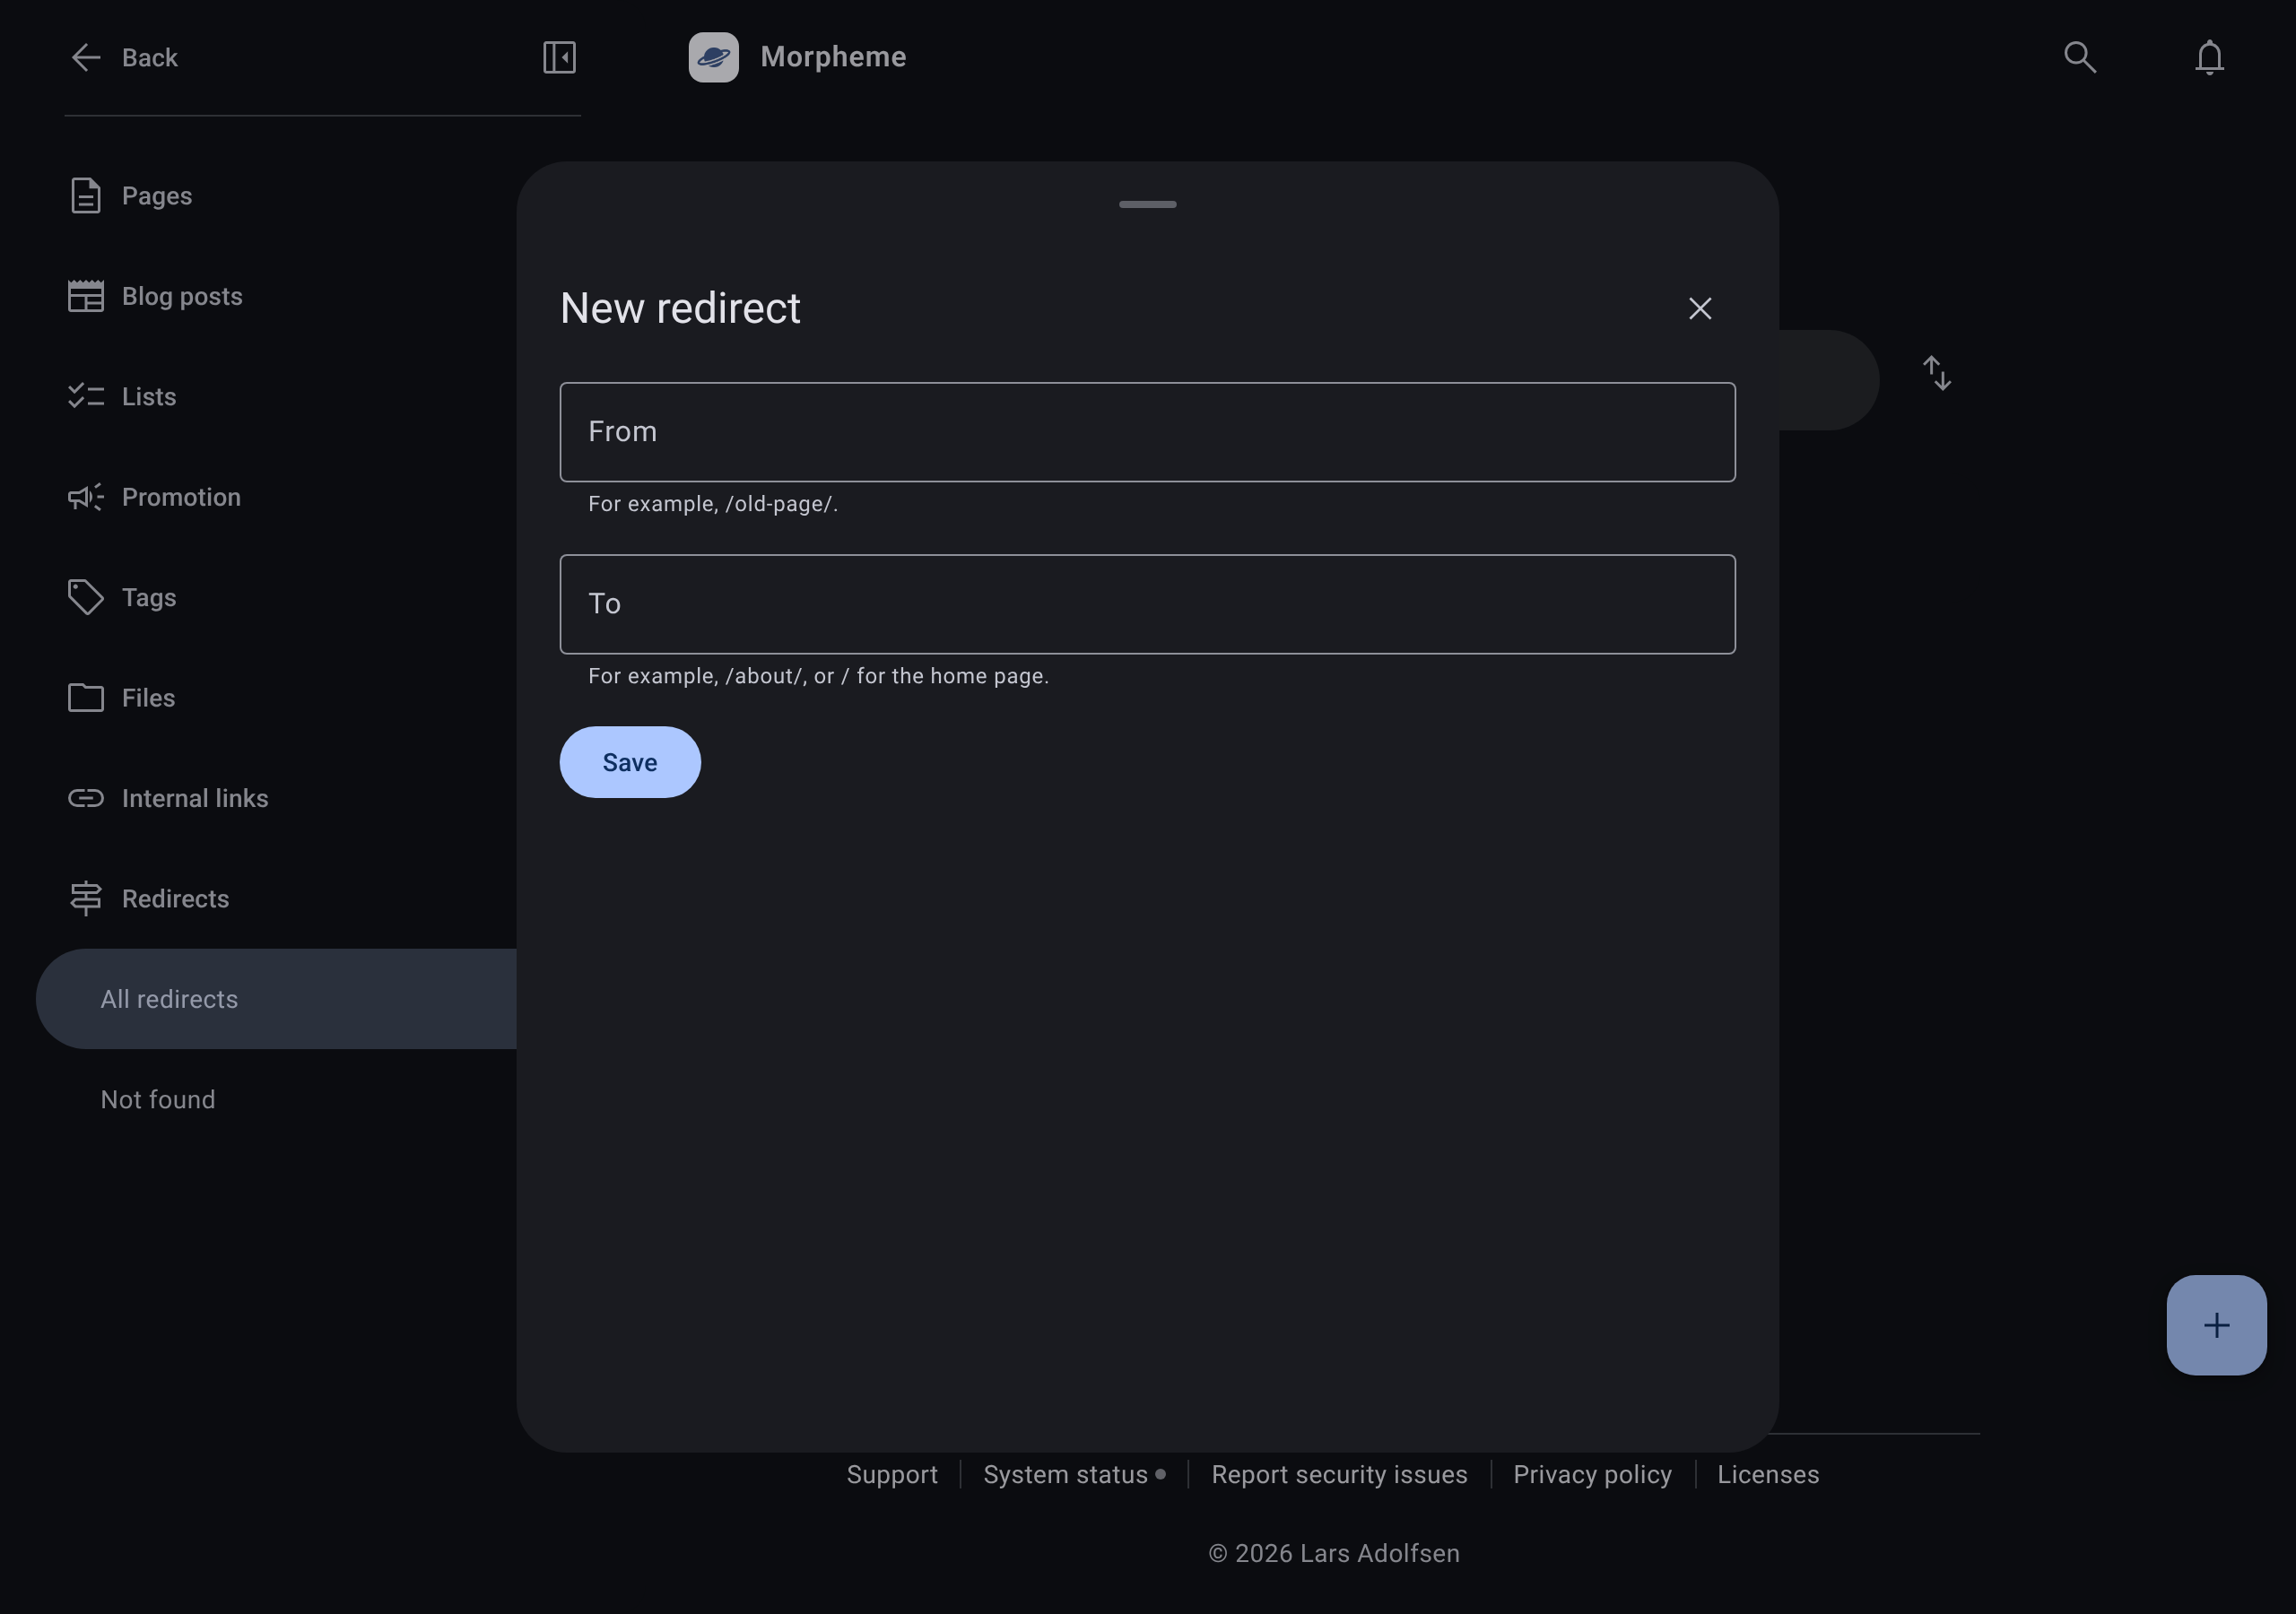 Back
Morpheme
Pages
Blog posts
Lists
Promotion
Tags
Files
Internal links
Redirects
All redirects
Not found
New redirect
From
For example, /old-page/.
To
For example, /about/, or / for the home page.
Save
Support
System status
Report security issues
Privacy policy
Licenses
© 2026 Lars Adolfsen